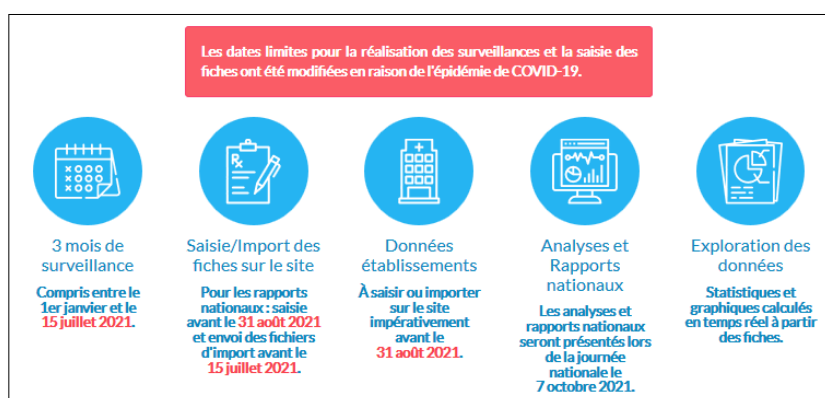 Les dates limites pour la réalisation des surveillances et la saisie des
fiches ont été modifiées en raison de l'épidémie de COVID-19.
3 mois de
surveillance
Compris entre le
1er janvier et le
15 juillet 2021.
Saisie/Import des
fiches sur le site
Pour les rapports
nationaux : saisie
avant le 31 août 2021
et envoi des fichiers
d'import avant le
15 juillet 2021.
Données
établissements
À saisir ou importer
sur le site
impérativement
avant le
31 août 2021.
Analyses et
Rapports
nationaux
Les analyses et
rapports nationaux
seront présentés lors
de la journée
nationale le
7 octobre 2021.
Exploration des
données
Statistiques et
graphiques calculés
en temps réel à partir
des fiches.